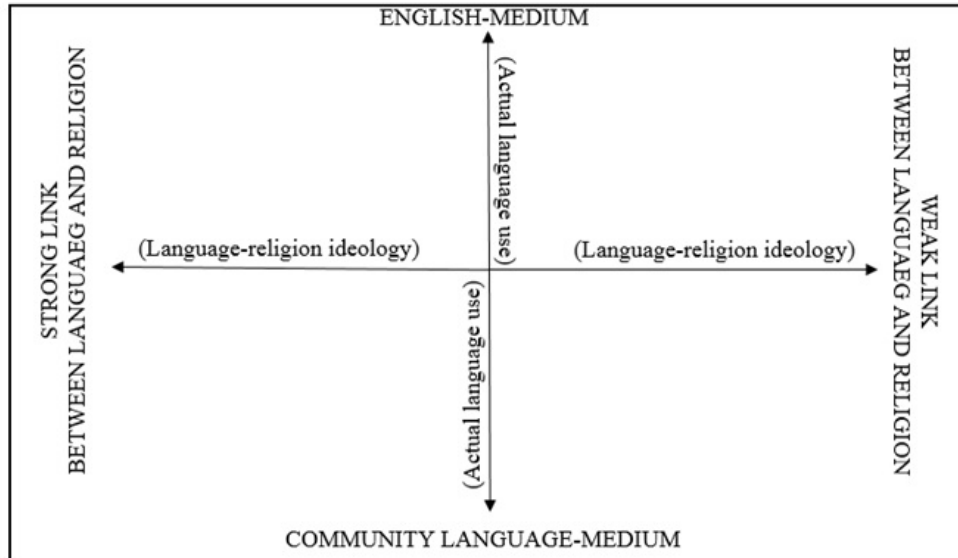 ENGLISH-MEDIUM
(Actual language use)
STRONG LINK
BETWEEN LANGUAEG AND RELIGION
(Language-religion ideology)
(Language-religion ideology)
WEAK LINK
BETWEEN LANGUAEG AND RELIGION
(Actual language use)
COMMUNITY LANGUAGE-MEDIUM